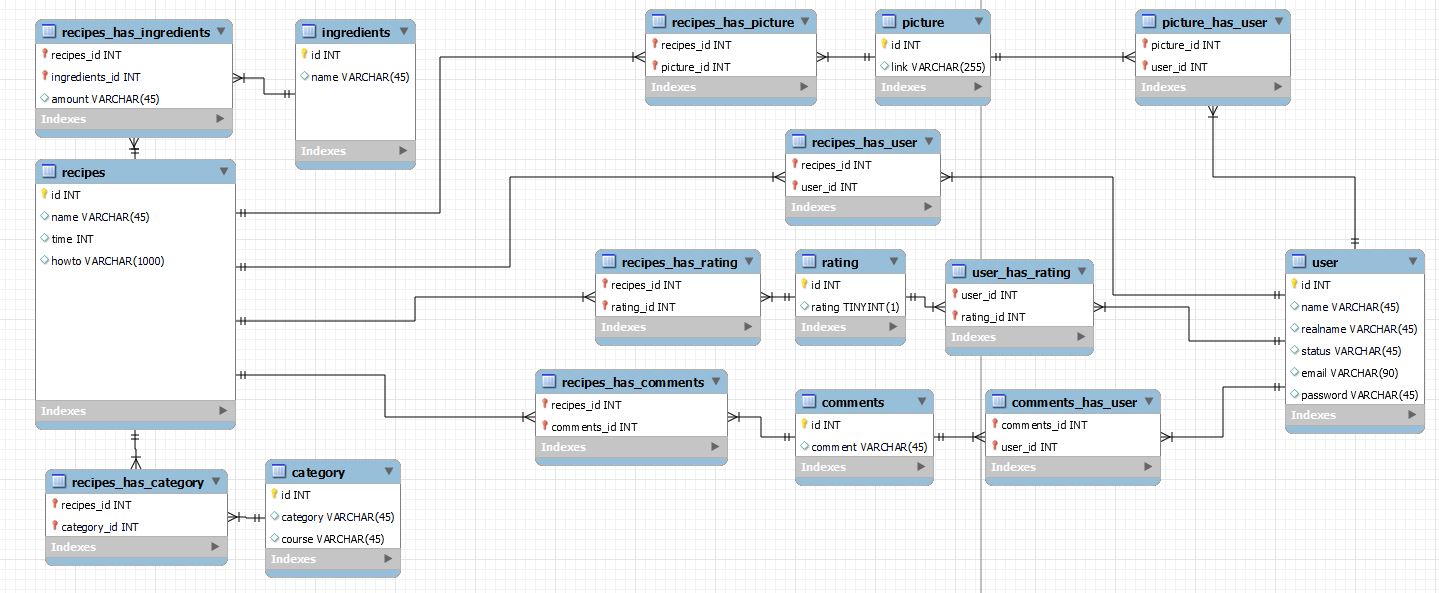 recipes_has_ingredients
recipes_id INT
ingredients_id INT
amount VARCHAR(45)
Indexes
ingredients
id INT
name VARCHAR(45)
Indexes
recipes_has_picture
recipes_id INT
picture_id INT
Indexes
picture
id INT
link VARCHAR(255)
Indexes
picture_has_user
picture_id INT
user_id INT
Indexes
recipes_has_user
recipes_id INT
user_id INT
Indexes
recipes
id INT
name VARCHAR(45)
time INT
howto VARCHAR(1000)
Indexes
recipes_has_rating
recipes_id INT
rating_id INT
Indexes
rating
id INT
rating TINYINT(1)
Indexes
user_has_rating
user_id INT
rating_id INT
Indexes
user
id INT
name VARCHAR(45)
realname VARCHAR(45)
status VARCHAR(45)
email VARCHAR(90)
password VARCHAR(45)
Indexes
recipes_has_comments
recipes_id INT
comments_id INT
Indexes
comments
id INT
comment VARCHAR(45)
Indexes
comments_has_user
comments_id INT
user_id INT
Indexes
recipes_has_category
recipes_id INT
category_id INT
Indexes
category
id INT
category VARCHAR(45)
course VARCHAR(45)
Indexes